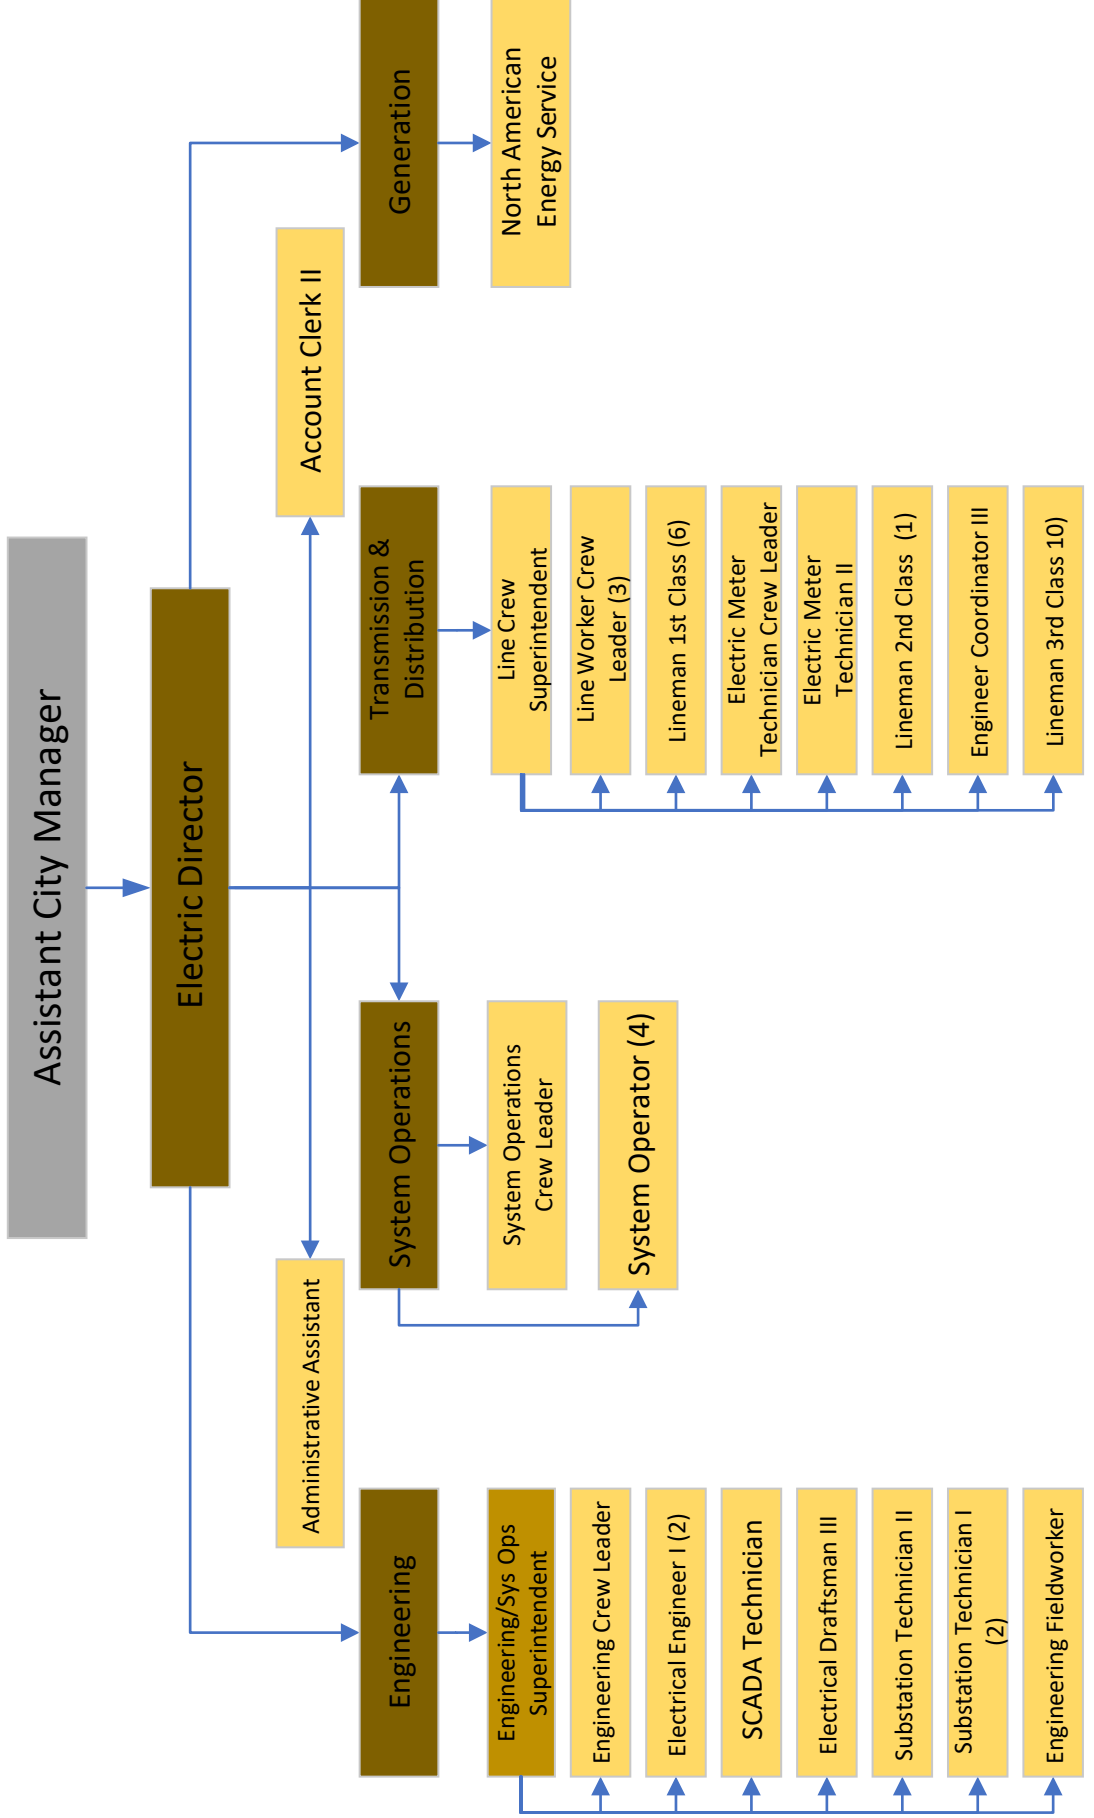 Assistant City Manager
Electric Director
Administrative Assistant
Account Clerk II
Engineering
System Operations
Transmission &
Distribution
Generation
Engineering/Sys Ops
Superintendent
Engineering Crew Leader
Electrical Engineer I (2)
SCADA Technician
Electrical Draftsman III
Substation Technician II
Substation Technician I
(2)
Engineering Fieldworker
System Operations
Crew Leader
System Operator (4)
Line Crew
Superintendent
Line Worker Crew
Leader (3)
Lineman 1st Class (6)
Electric Meter
Technician Crew Leader
Electric Meter
Technician II
Lineman 2nd Class (1)
Engineer Coordinator III
Lineman 3rd Class 10)
North American
Energy Service